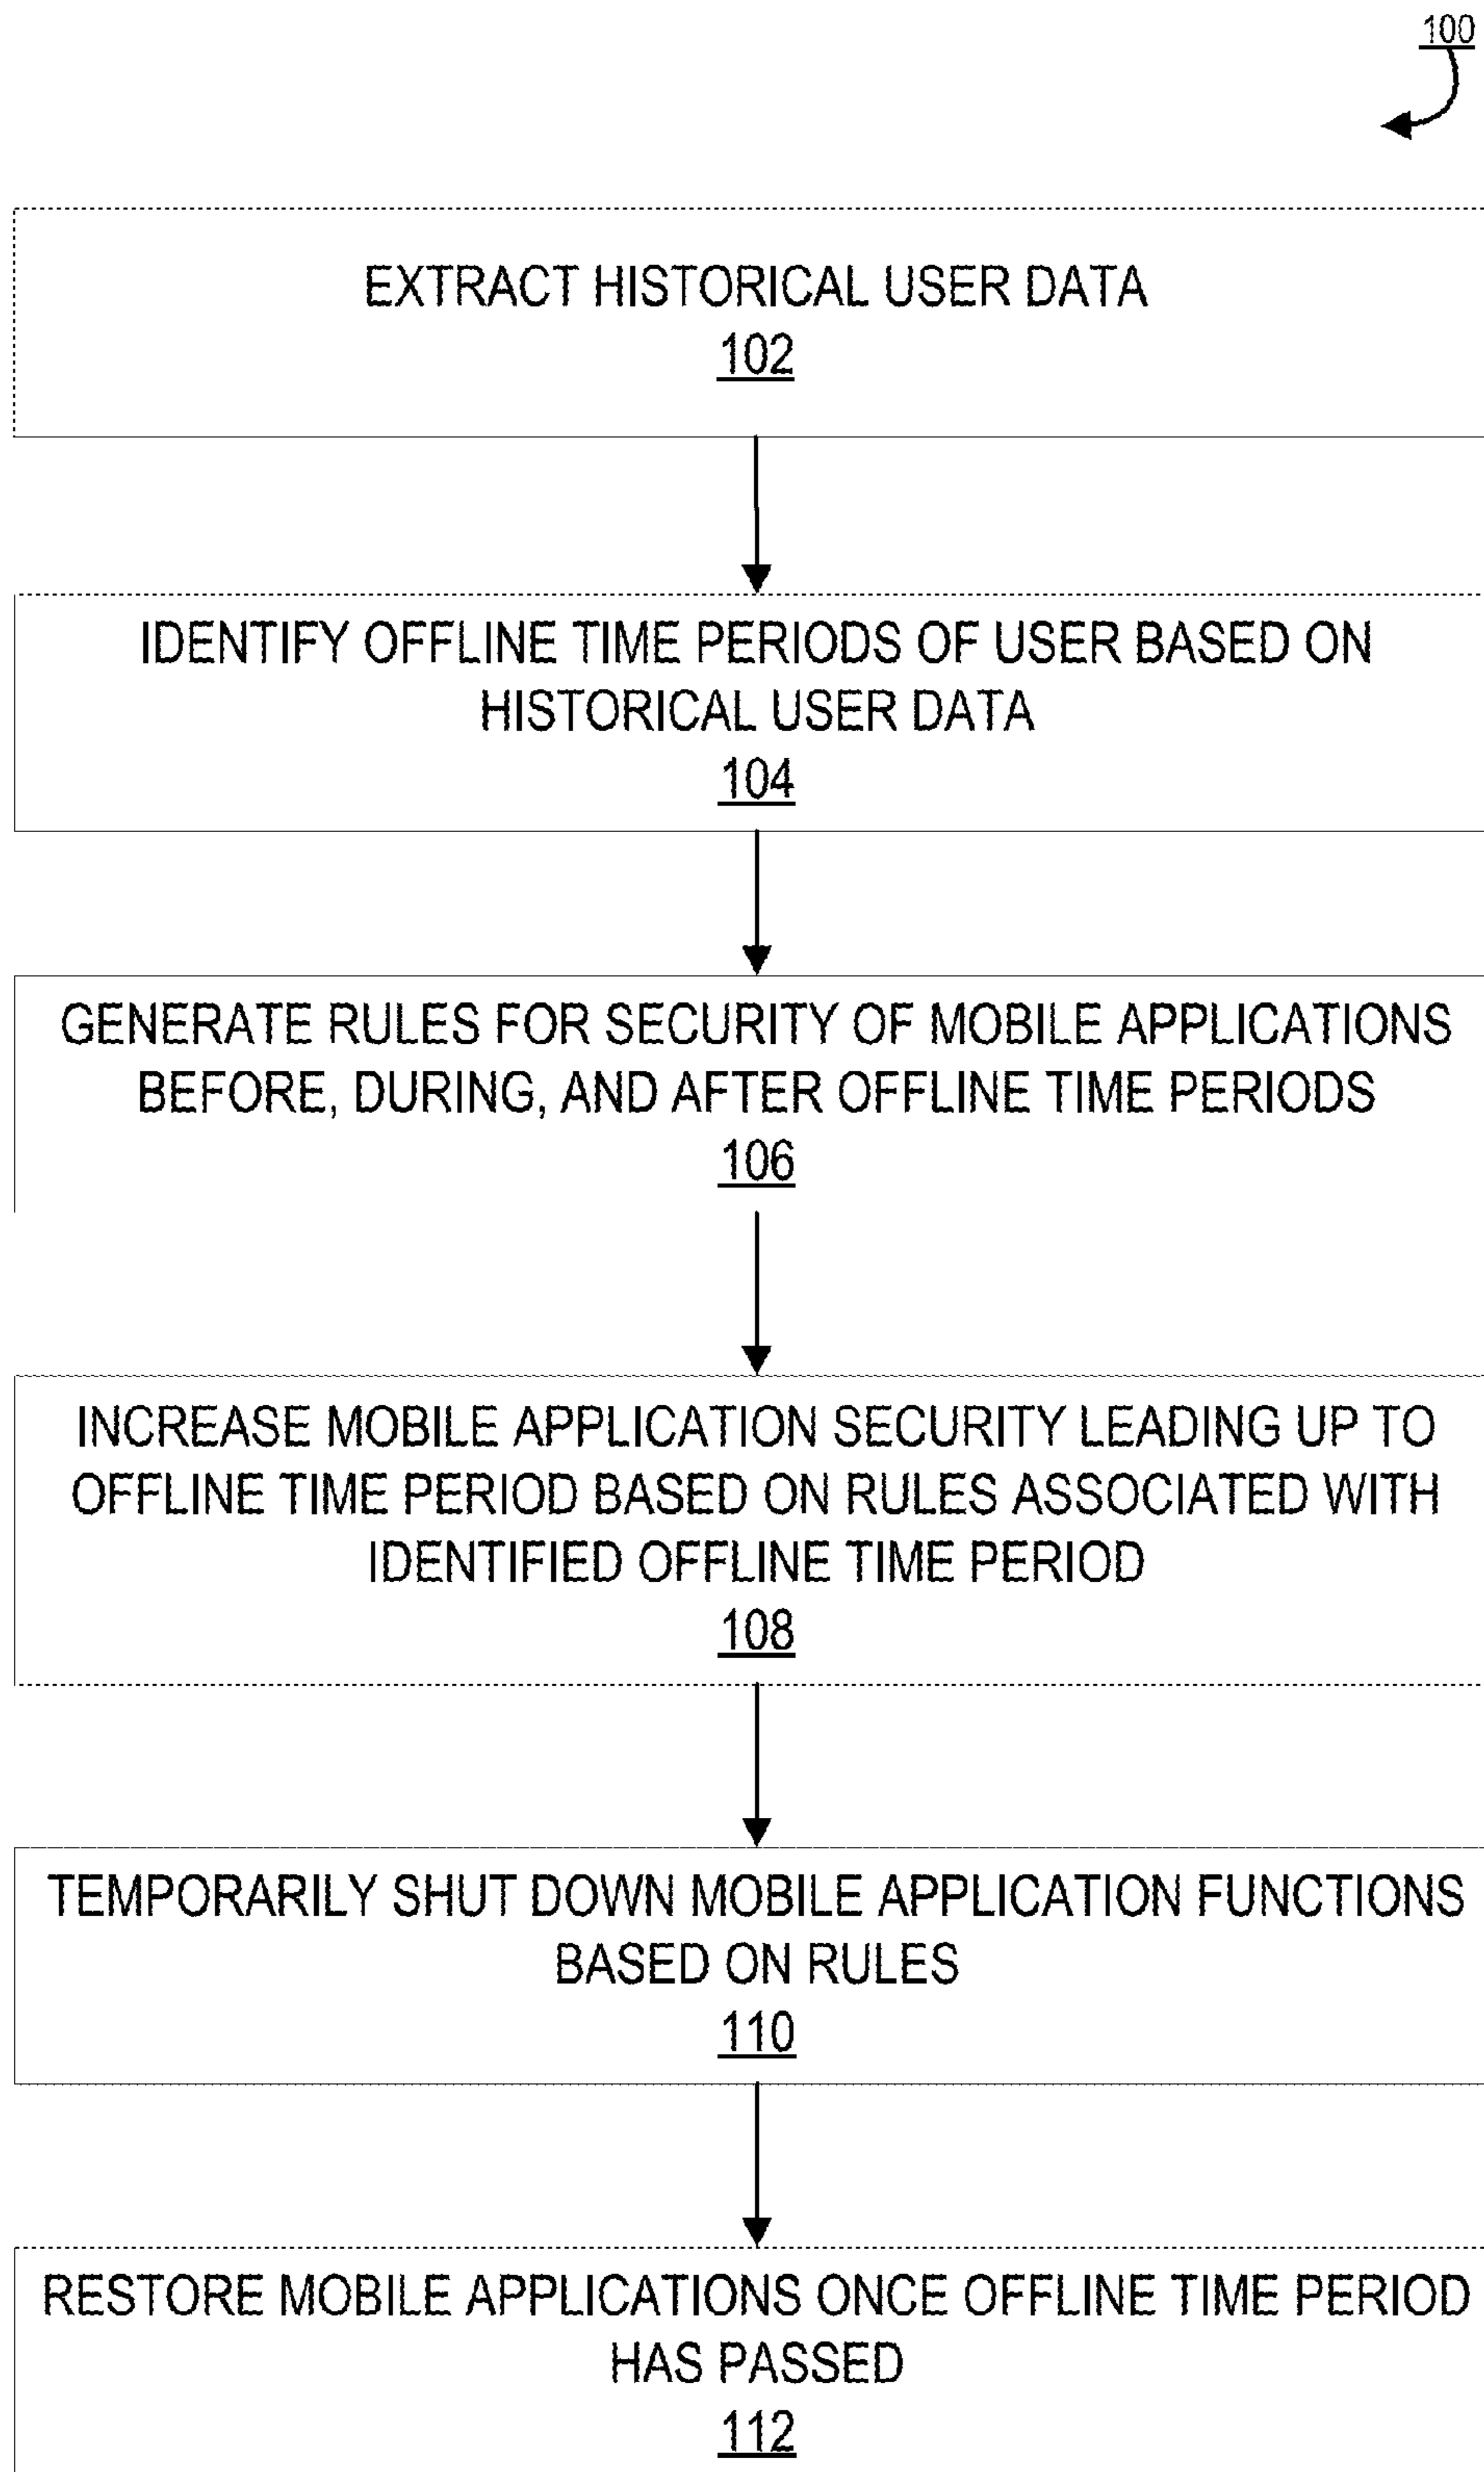 100
EXTRACT HISTORICAL USER DATA
102
IDENTIFY OFFLINE TIME PERIODS OF USER BASED ON
HISTORICAL USER DATA
104
GENERATE RULES FOR SECURITY OF MOBILE APPLICATIONS
BEFORE, DURING, AND AFTER OFFLINE TIME PERIODS
106
INCREASE MOBILE APPLICATION SECURITY LEADING UP TO
OFFLINE TIME PERIOD BASED ON RULES ASSOCIATED WITH
IDENTIFIED OFFLINE TIME PERIOD
108
TEMPORARILY SHUT DOWN MOBILE APPLICATION FUNCTIONS
BASED ON RULES
110
RESTORE MOBILE APPLICATIONS ONCE OFFLINE TIME PERIOD
HAS PASSED
112